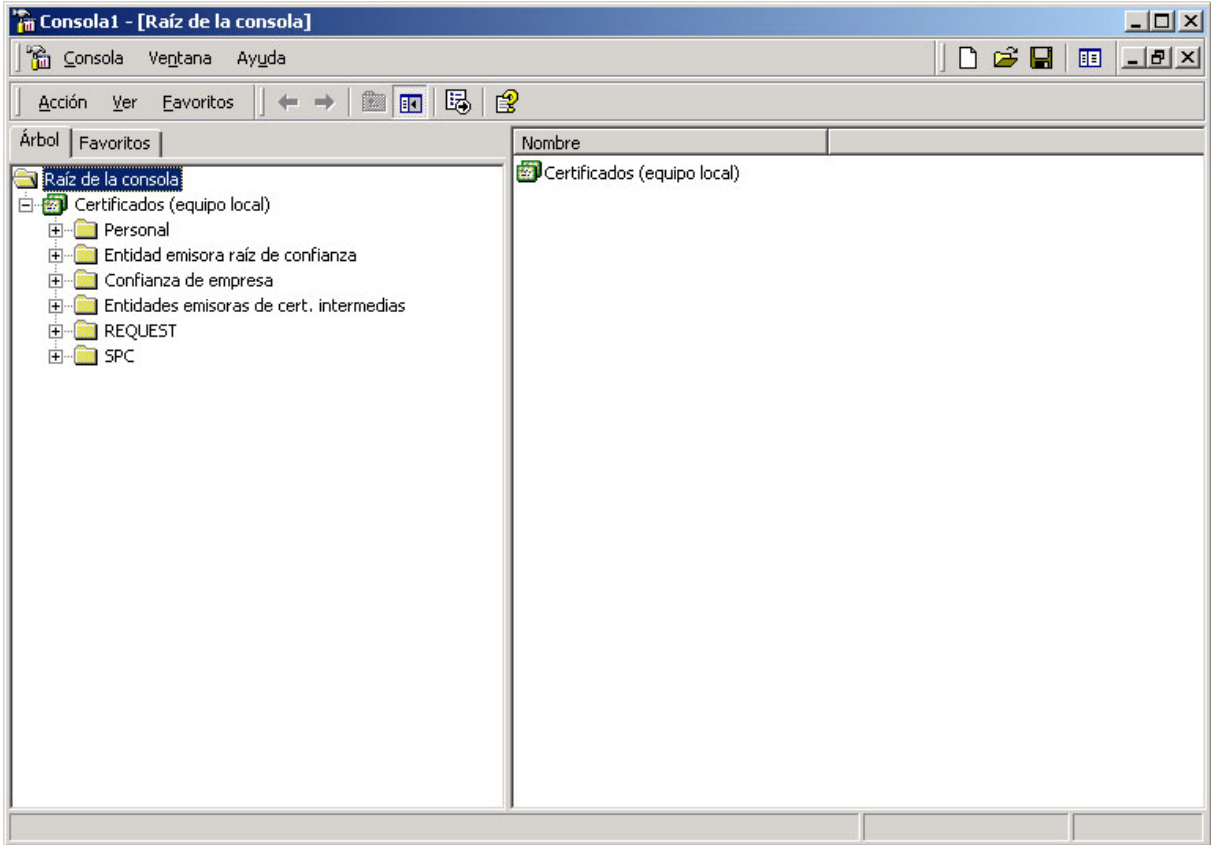 Consola1 - [Raíz de la consola]
Consola Ventana Ayuda
Acción Ver Favoritos
Árbol Favoritos
Nombre
Raíz de la consola
Certificados (equipo local)
Certificados (equipo local)
Personal
Entidad emisora raíz de confianza
Confianza de empresa
Entidades emisoras de cert. intermedias
REQUEST
SPC